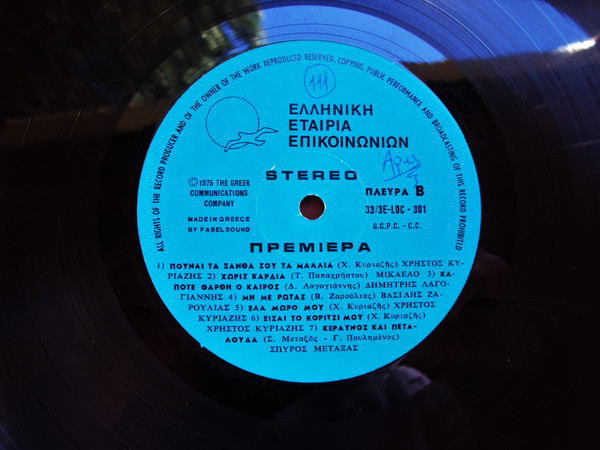 ALL RIGHTS OF THE RECORD PRODUCER AND OF THE OWNER OF THE WORK REPRODUCED RESERVED, COPYING, PUBLIC PERFORMANCE AND BROADCASTING OF THIS RECORD PROHIBITED
111
ΕΛΛΗΝΙΚΗ
ΕΤΑΙΡΙΑ
ΕΠΙΚΟΙΝΩΝΙΩΝ
STEREO
© 1975 THE GREEK
COMMUNICATIONS
COMPANY
MADE IN GREECE
BY FABELSOUND
ΠΛΕΥΡΑ Β
33/3E-LOC - 301
G.C.P.C. - C.C.
ΠΡΕΜΙΕΡΑ
1) ΠΟΥΝΑΙ ΤΑ ΞΑΝΘΑ ΣΟΥ ΤΑ ΜΑΛΛΙΑ (Χ. Κυριαζής) ΧΡΗΣΤΟΣ ΚΥ-
ΡΙΑΖΗΣ 2) ΧΩΡΙΣ ΚΑΡΔΙΑ (Τ. Παπαχρήστου) ΜΙΚΑΕΛΟ 3) ΚΑ-
ΠΟΤΕ ΘΑΡΘΗ Ο ΚΑΙΡΟΣ (Δ. Λαγογιάννης) ΔΗΜΗΤΡΗΣ ΛΑΓΟ-
ΓΙΑΝΝΗΣ 4) ΜΗ ΜΕ ΡΩΤΑΣ (Β. Ζαρούλιας) ΒΑΣΙΛΗΣ ΖΑ-
ΡΟΥΛΙΑΣ 5) ΕΛΑ ΜΩΡΟ ΜΟΥ (Χ. Κυριαζής) ΧΡΗΣΤΟΣ
ΚΥΡΙΑΖΗΣ 6) ΕΙΣΑΙ ΤΟ ΚΟΡΙΤΣΙ ΜΟΥ (Χ. Κυριαζής)
ΧΡΗΣΤΟΣ ΚΥΡΙΑΖΗΣ 7) ΚΕΡΑΥΝΟΣ ΚΑΙ ΠΕΤΑ-
ΛΟΥΔΑ (Σ. Μεταξᾶς - Γ. Πουλημένος)
ΣΠΥΡΟΣ ΜΕΤΑΞΑΣ